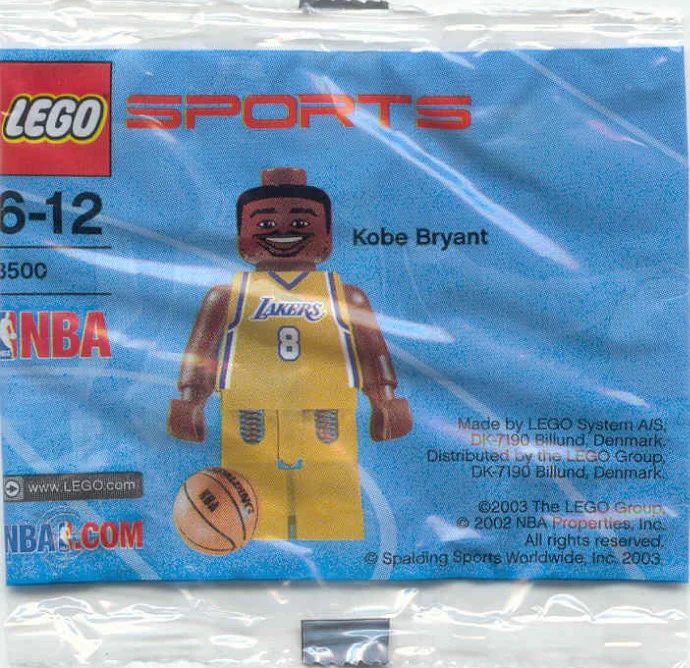 LEGO SPORTS
6-12
3500
Kobe Bryant
LAKERS
8
NBA
www.LEGO.com
SPALDING
NBA
NBA.COM
Made by LEGO System A/S,
DK-7190 Billund, Denmark.
Distributed by the LEGO Group,
DK-7190 Billund, Denmark.
©2003 The LEGO Group.
© 2002 NBA Properties, Inc.
All rights reserved.
© Spalding Sports Worldwide, Inc. 2003.